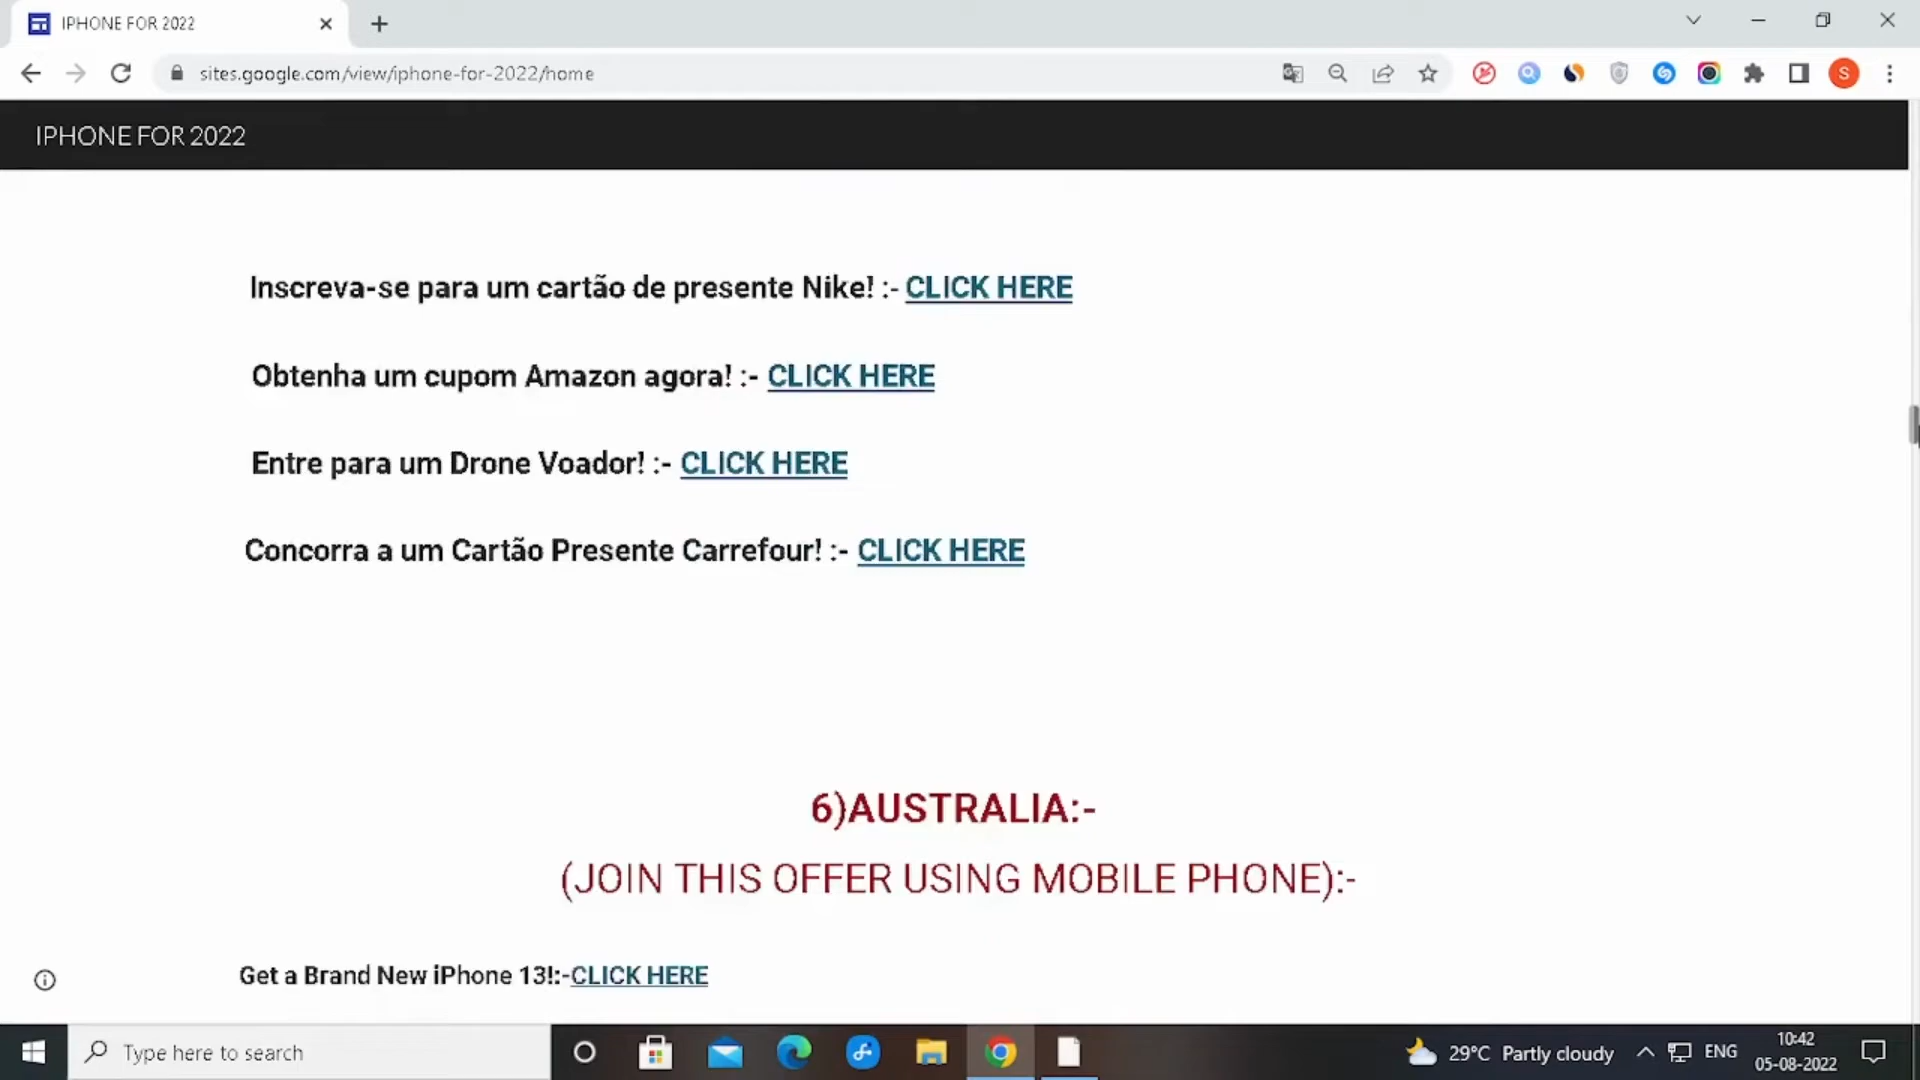 IPHONE FOR 2022
sites.google.com/view/iphone-for-2022/home
S
IPHONE FOR 2022
Inscreva-se para um cartão de presente Nike! :- CLICK HERE
Obtenha um cupom Amazon agora! :- CLICK HERE
Entre para um Drone Voador! :- CLICK HERE
Concorra a um Cartão Presente Carrefour! :- CLICK HERE
6)AUSTRALIA:-
(JOIN THIS OFFER USING MOBILE PHONE):-
Get a Brand New iPhone 13!:-CLICK HERE
Type here to search
29°C Partly cloudy
ENG
10:42
05-08-2022